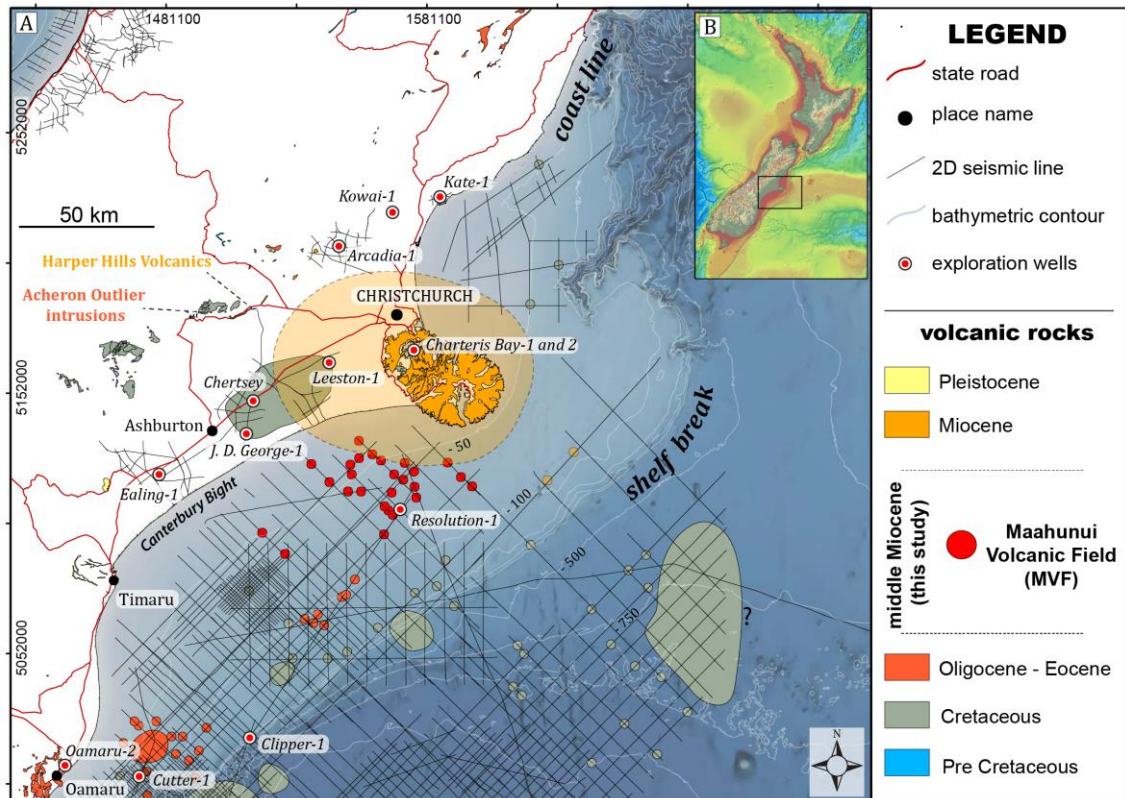 A
1481100
1581100
B
5252000
5152000
5052000
coast line
Kate-1
Kowai-1
50 km
Arcadia-1
Harper Hills Volcanics
Acheron Outlier
intrusions
CHRISTCHURCH
Charteris Bay-1 and 2
Leeston-1
Chertsey
Ashburton
J. D. George-1
Ealing-1
Canterbury Bight
- 50
shelf break
- 100
Resolution-1
- 500
Timaru
- 750
?
Clipper-1
Oamaru-2
Cutter-1
Oamaru
N
LEGEND
state road
place name
2D seismic line
bathymetric contour
exploration wells
volcanic rocks
Pleistocene
Miocene
middle Miocene
(this study)
Maahunui
Volcanic Field
(MVF)
Oligocene - Eocene
Cretaceous
Pre Cretaceous